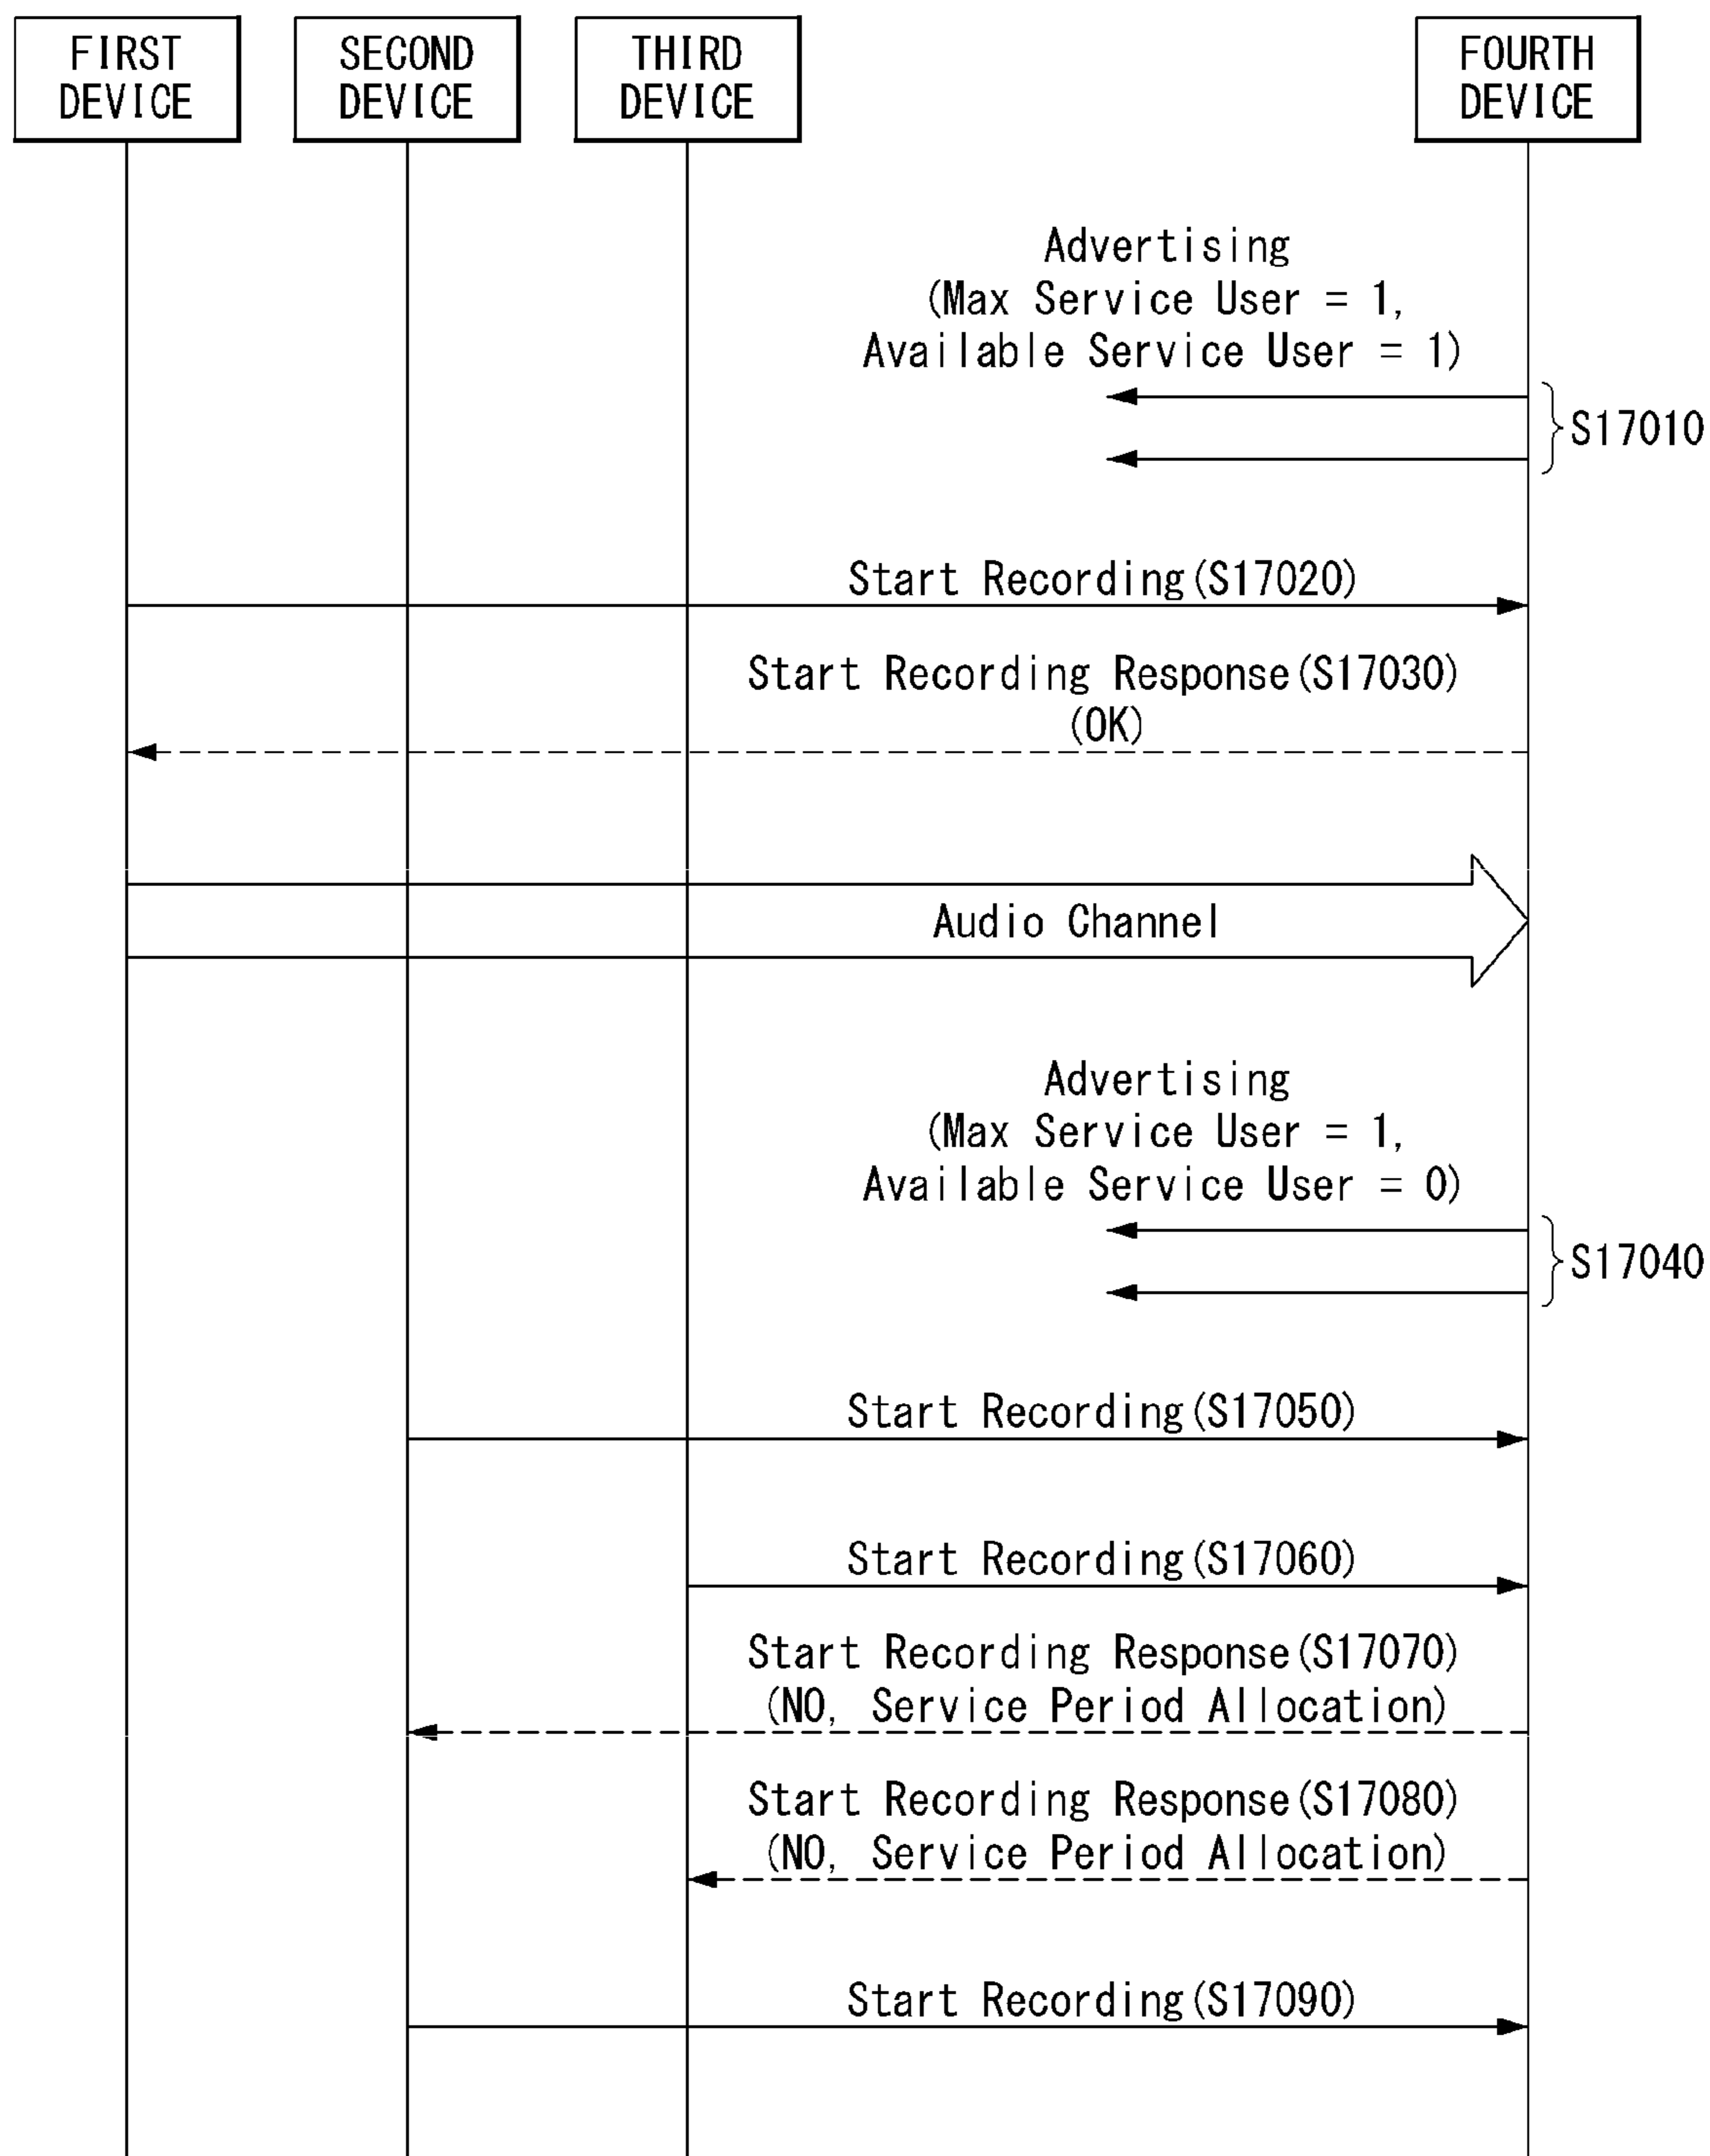 FIRST
DEVICE
SECOND
DEVICE
THIRD
DEVICE
FOURTH
DEVICE
Advertising
(Max Service User = 1,
Available Service User = 1)
S17010
Start Recording(S17020)
Start Recording Response(S17030)
(OK)
Audio Channel
Advertising
(Max Service User = 1,
Available Service User = 0)
S17040
Start Recording(S17050)
Start Recording(S17060)
Start Recording Response(S17070)
(NO, Service Period Allocation)
Start Recording Response(S17080)
(NO, Service Period Allocation)
Start Recording(S17090)